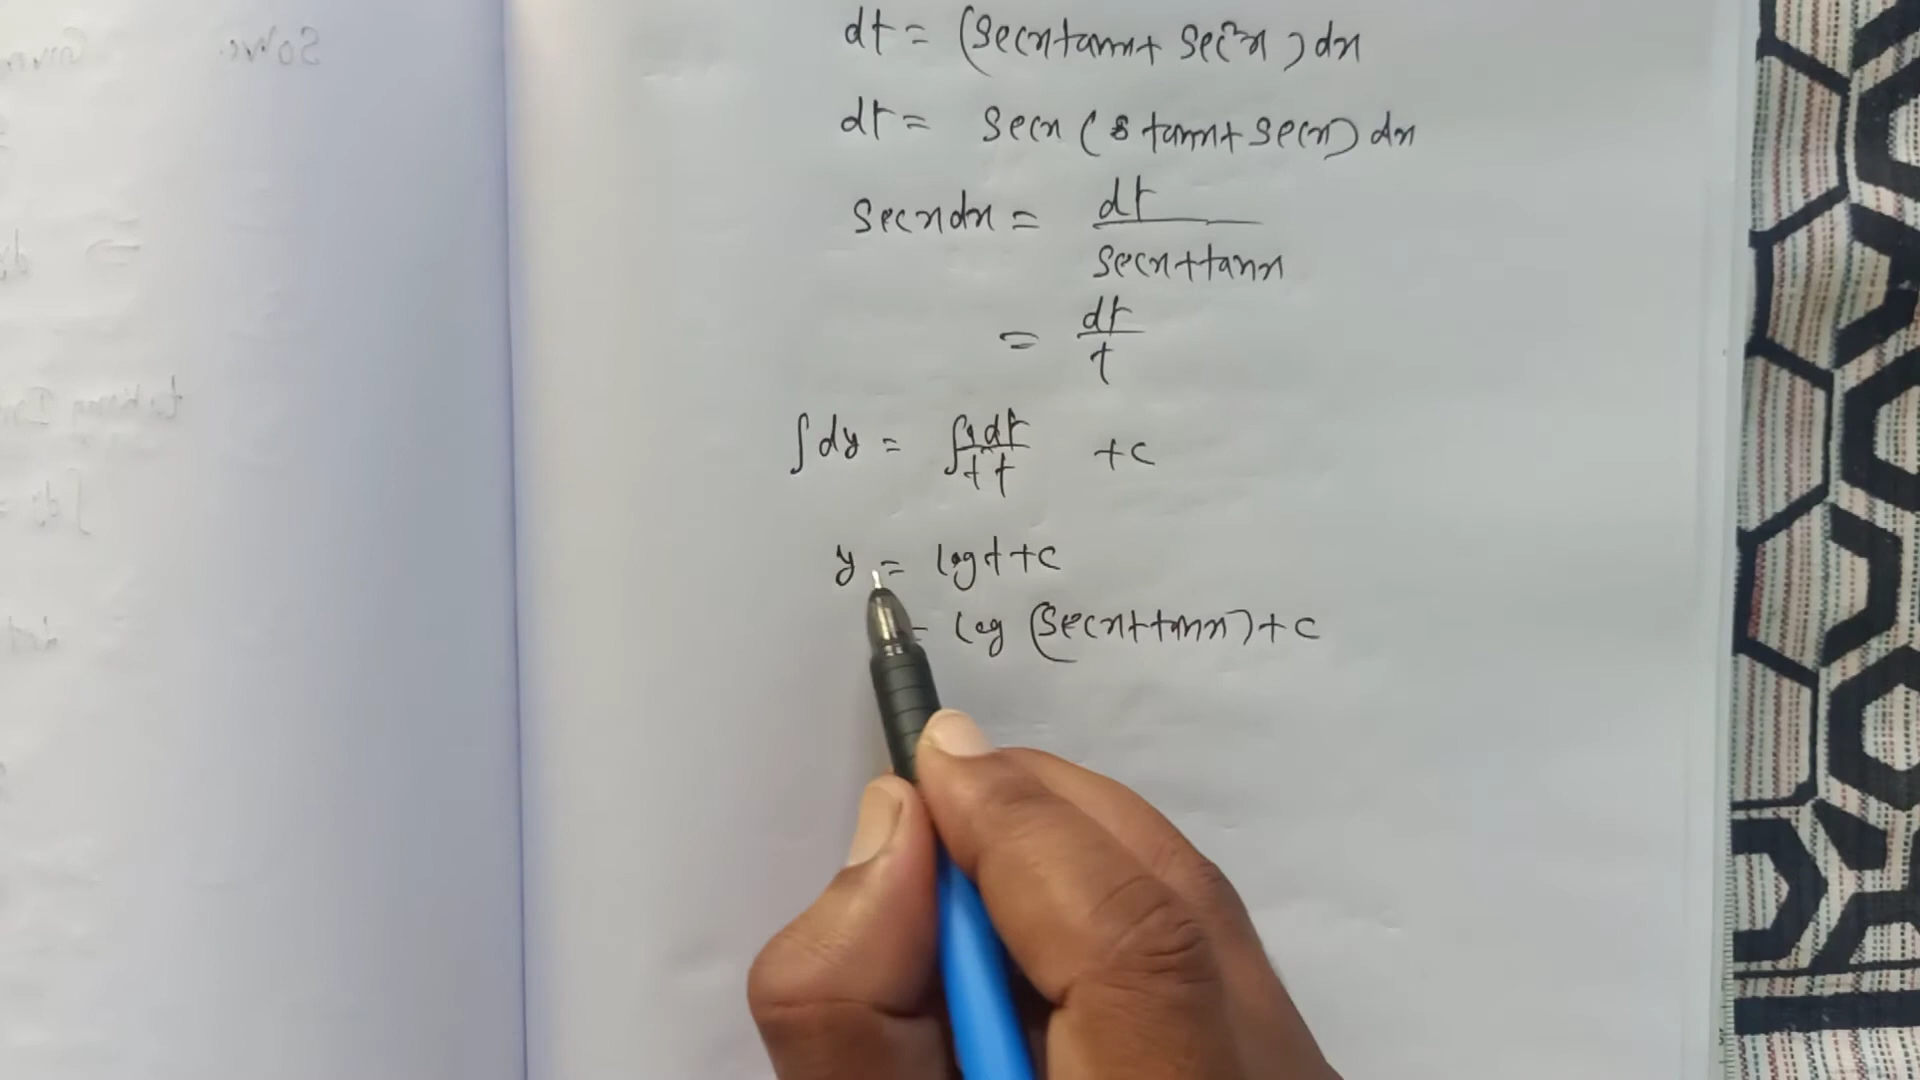 dt = (secx tanx + sec²x) dx
dt = secx (s tanx + secx) dx
secx dx = dt / secx + tanx
= dt / t
∫dy = ∫ dt / t + c
y = log t + c
= log (secx + tanx) + c